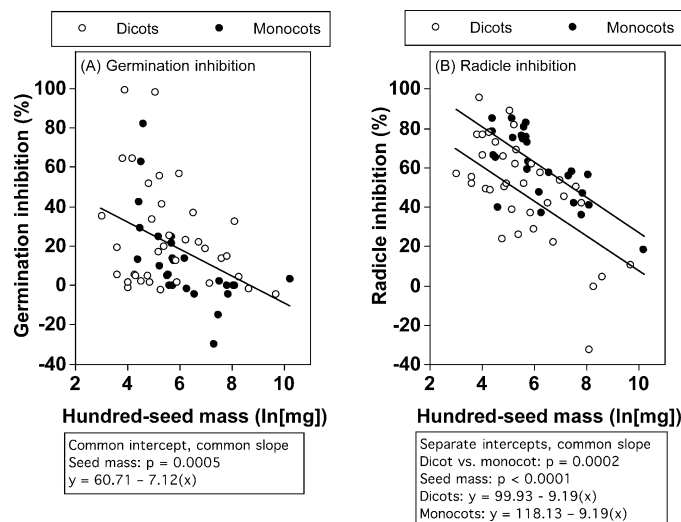 Dicots Monocots
Dicots Monocots
(A) Germination inhibition
(B) Radicle inhibition
Germination inhibition (%)
100
80
60
40
20
0
-20
-40
2 4 6 8 10
Hundred-seed mass (ln[mg])
Radicle inhibition (%)
100
80
60
40
20
0
-20
-40
2 4 6 8 10
Hundred-seed mass (ln[mg])
Common intercept, common slope
Seed mass: p = 0.0005
y = 60.71 – 7.12(x)
Separate intercepts, common slope
Dicot vs. monocot: p = 0.0002
Seed mass: p < 0.0001
Dicots: y = 99.93 - 9.19(x)
Monocots: y = 118.13 - 9.19(x)